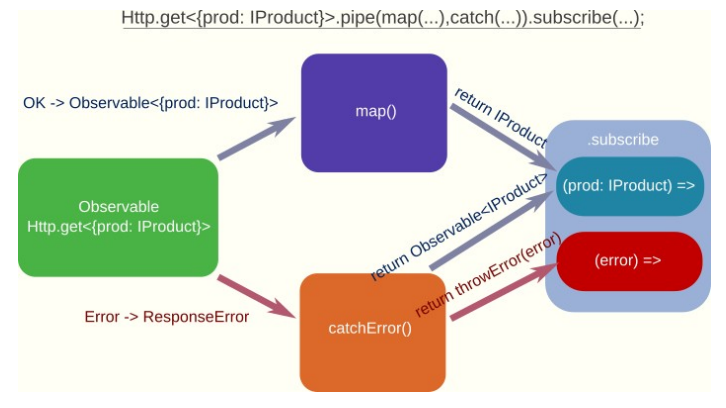 Http.get<{prod: IProduct}>.pipe(map(...),catch(...)).subscribe(...);
OK -> Observable<{prod: IProduct}>
map()
return IProduct
.subscribe
(prod: IProduct) =>
Observable
Http.get<{prod: IProduct}>
return Observable<IProduct>
(error) =>
return throwError(error)
Error -> ResponseError
catchError()